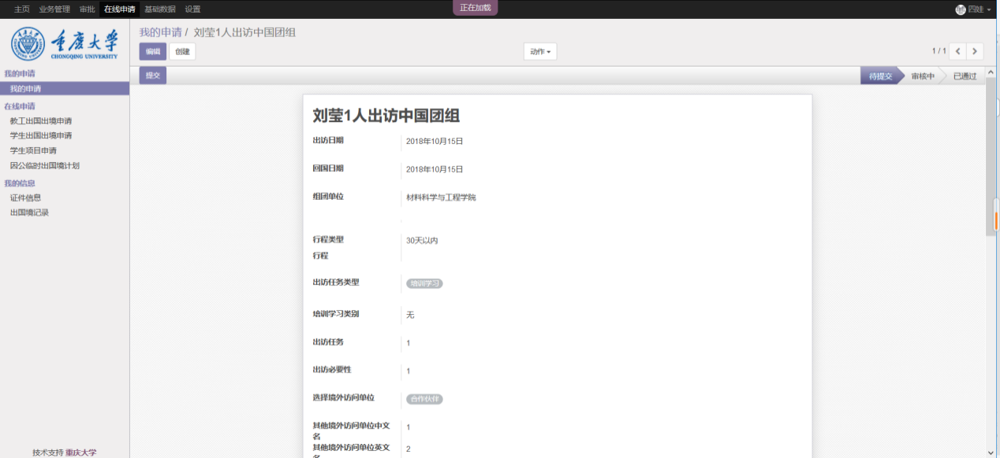 主页 业务管理 审批 在线申请 基础数据 设置 正在加载 四娃
重庆大学
CHONGQING UNIVERSITY
我的申请 / 刘莹1人出访中国团组
编辑 创建 动作 1 / 1
我的申请
提交 待提交 审核中 已通过
我的申请
在线申请
教工出国出境申请
学生出国出境申请
学生项目申请
因公临时出国境计划
我的信息
证件信息
出国境记录
刘莹1人出访中国团组
出访日期 2018年10月15日
回国日期 2018年10月15日
组团单位 材料科学与工程学院
行程类型 30天以内
行程
出访任务类型 培训学习
培训学习类别 无
出访任务 1
出访必要性 1
选择境外访问单位 合作伙伴
其他境外访问单位中文 1
名
其他境外访问单位英文 2
技术支持 重庆大学